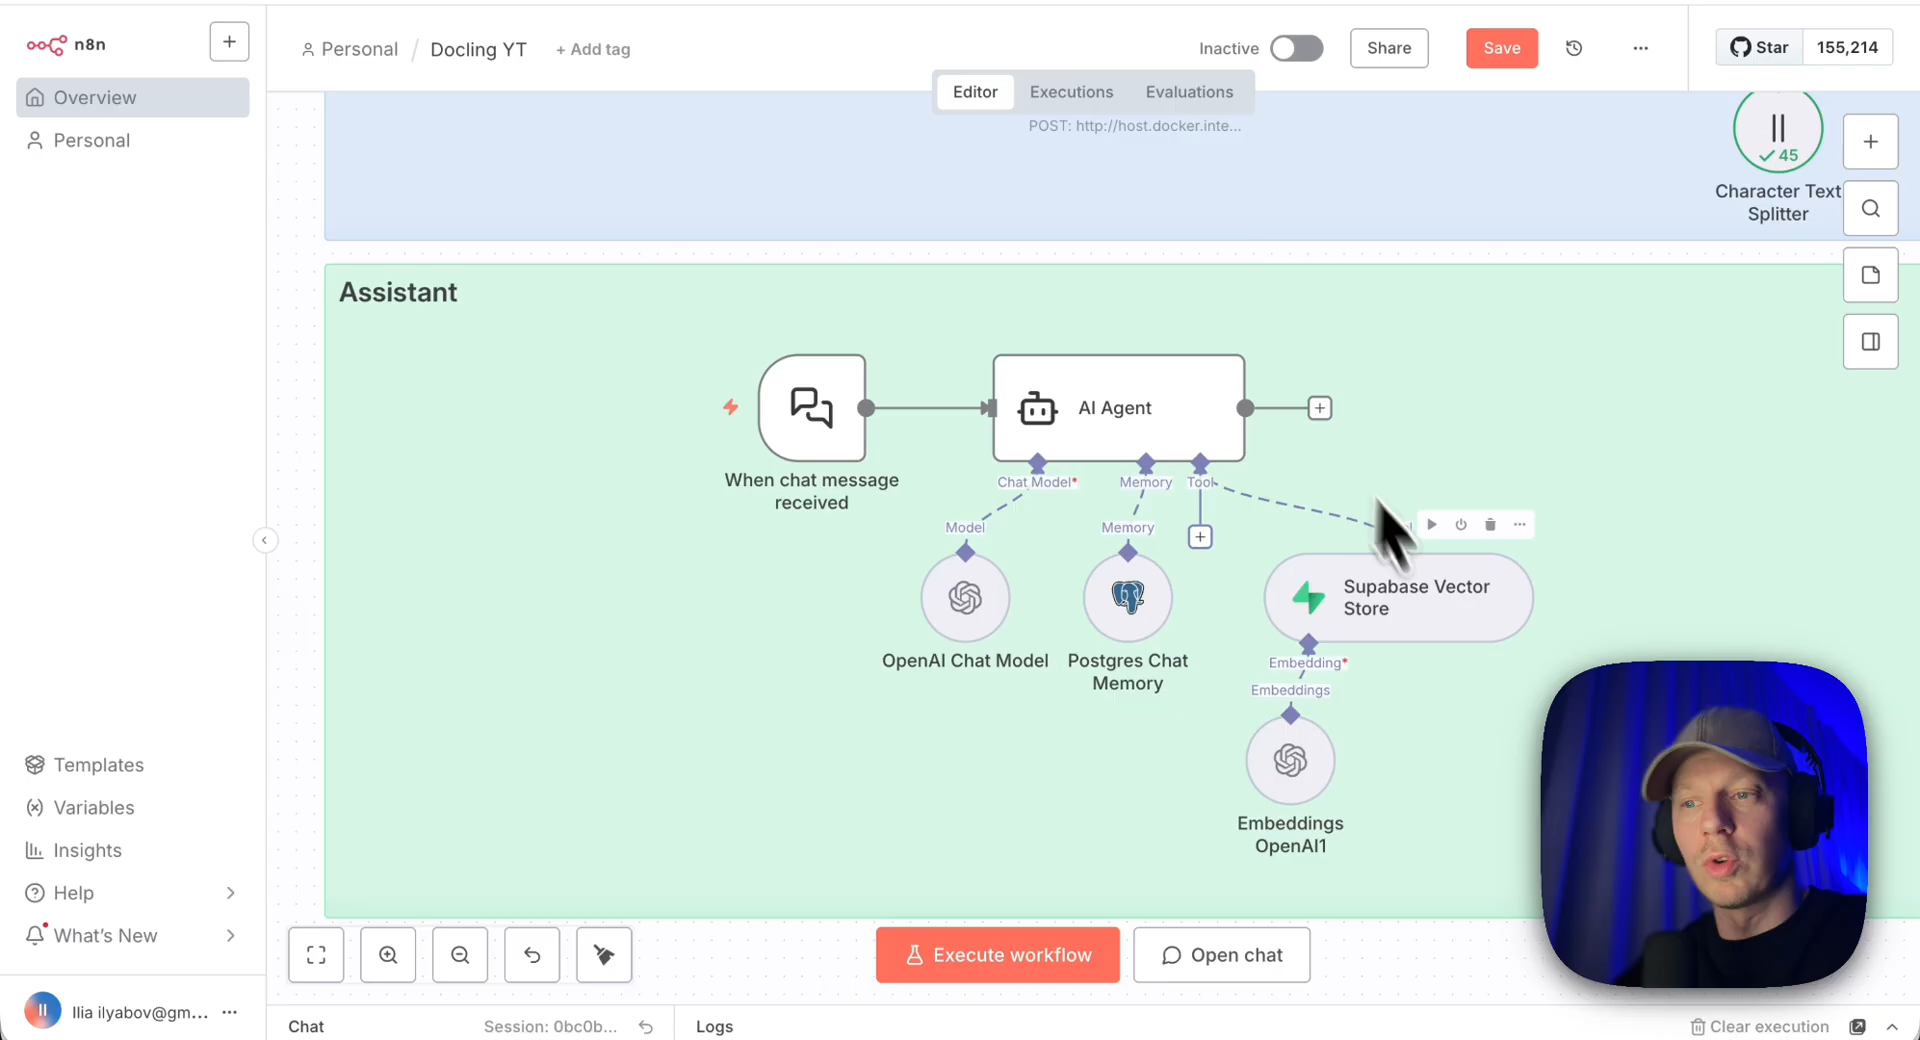 n8n
Personal / Docling YT + Add tag
Inactive
Share
Save
Star 155,214
Overview
Personal
Editor Executions Evaluations
POST: http://host.docker.inte...
45
Character Text
Splitter
Assistant
AI Agent
When chat message
received
Chat Model* Memory Tool
Model
Memory
Supabase Vector
Store
OpenAI Chat Model
Postgres Chat
Memory
Embedding*
Embeddings
Embeddings
OpenAI1
Templates
Variables
Insights
Help
What's New
Execute workflow
Open chat
Ilia ilyabov@gm...
Chat
Session: 0bc0b...
Logs
Clear execution